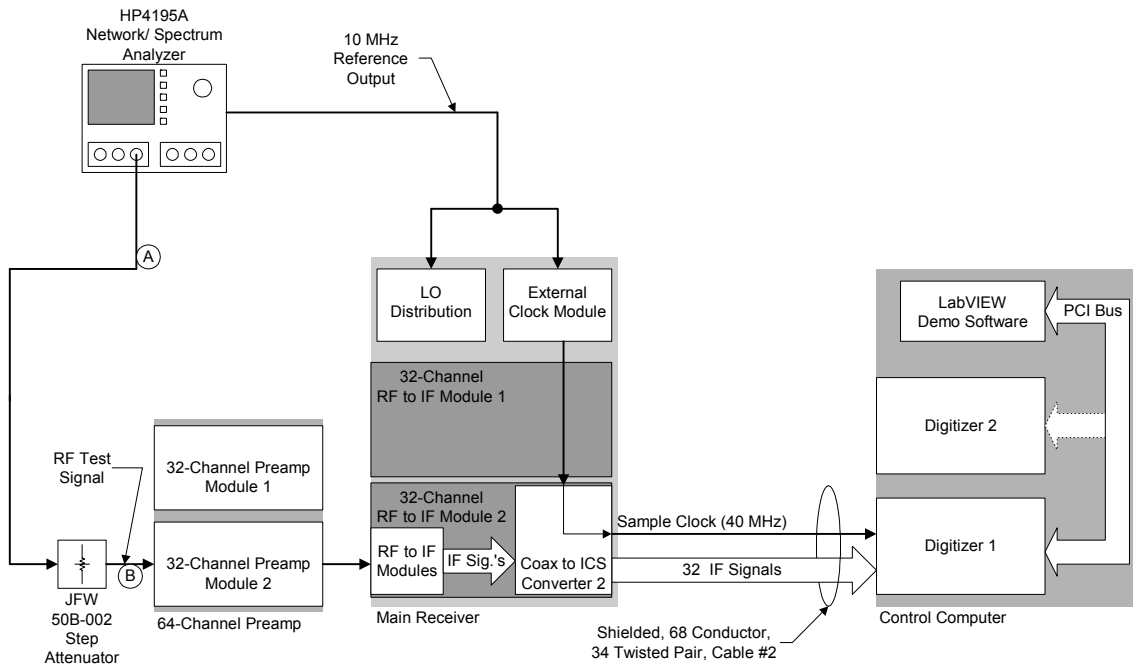 HP4195A
Network/ Spectrum
Analyzer
10 MHz
Reference
Output
A
LO
Distribution
External
Clock Module
LabVIEW
Demo Software
PCI Bus
32-Channel
RF to IF Module 1
Digitizer 2
RF Test
Signal
32-Channel Preamp
Module 1
32-Channel
RF to IF Module 2
Sample Clock (40 MHz)
Digitizer 1
B
32-Channel Preamp
Module 2
RF to IF
Modules
IF Sig.'s
Coax to ICS
Converter 2
32 IF Signals
JFW
50B-002
Step
Attenuator
64-Channel Preamp
Main Receiver
Control Computer
Shielded, 68 Conductor,
34 Twisted Pair, Cable #2